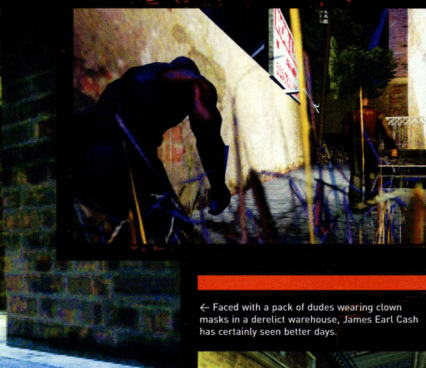 ← Faced with a pack of dudes wearing clown
masks in a derelict warehouse, James Earl Cash
has certainly seen better days.